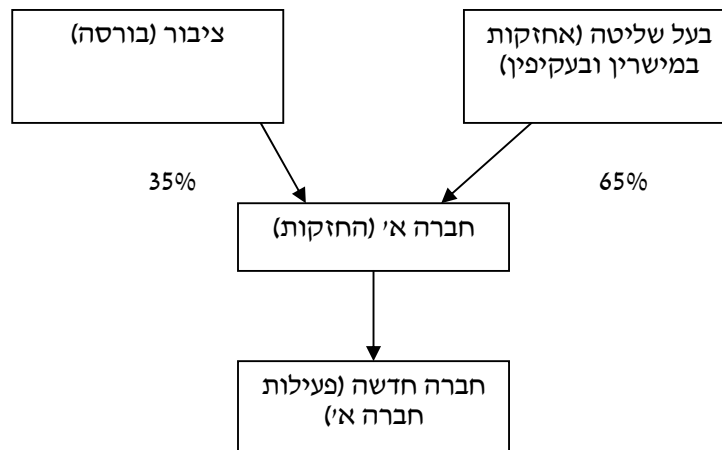 בעל שליטה (אחזקות
במישרין ובעקיפין)
ציבור (בורסה)
65%
35%
חברה א' (החזקות)
חברה חדשה (פעילות
חברה א')